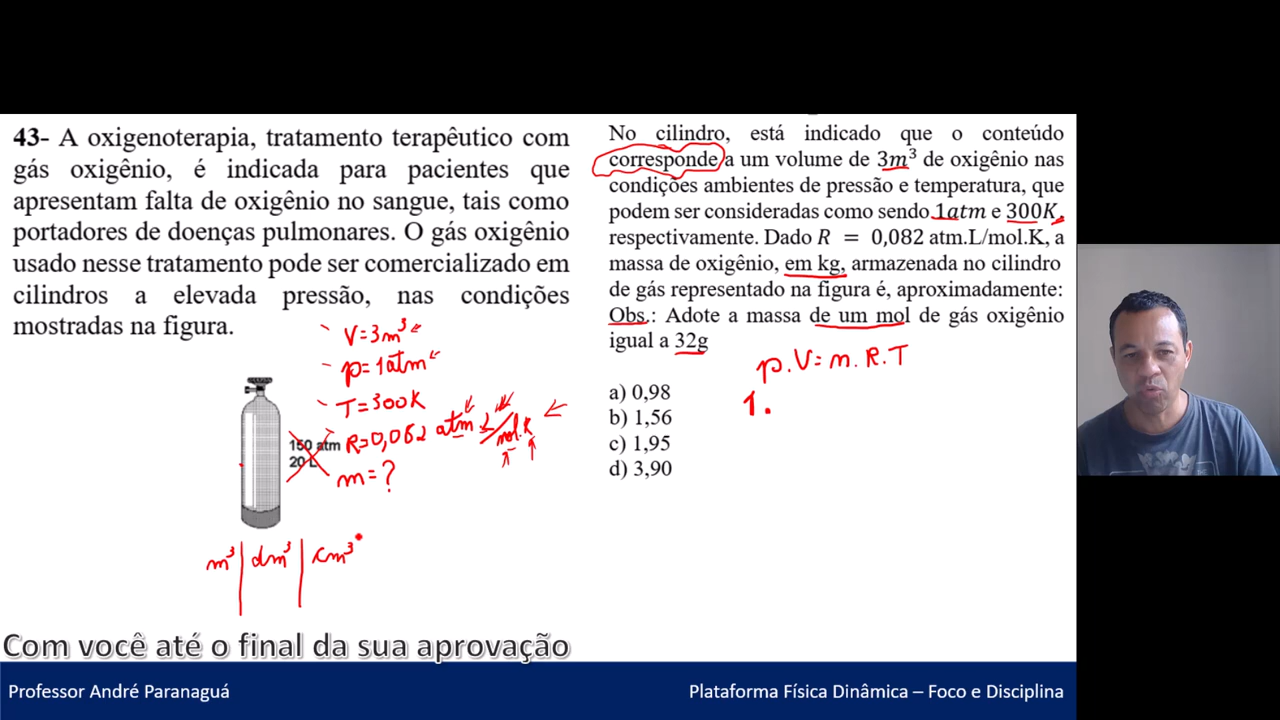 43- A oxigenoterapia, tratamento terapêutico com
gás oxigênio, é indicada para pacientes que
apresentam falta de oxigênio no sangue, tais como
portadores de doenças pulmonares. O gás oxigênio
usado nesse tratamento pode ser comercializado em
cilindros a elevada pressão, nas condições
mostradas na figura.
V=3m³
p=1atm
T=300K
150 atm
20 L
R=0,082 atm.L/mol.K
m=?
m³ | dm³ | cm³
No cilindro, está indicado que o conteúdo
corresponde a um volume de 3m³ de oxigênio nas
condições ambientes de pressão e temperatura, que
podem ser consideradas como sendo 1atm e 300K,
respectivamente. Dado R = 0,082 atm.L/mol.K, a
massa de oxigênio, em kg, armazenada no cilindro
de gás representado na figura é, aproximadamente:
Obs.: Adote a massa de um mol de gás oxigênio
igual a 32g
p.V=n.R.T
1.
a) 0,98
b) 1,56
c) 1,95
d) 3,90
Com você até o final da sua aprovação
Professor André Paranaguá
Plataforma Física Dinâmica – Foco e Disciplina